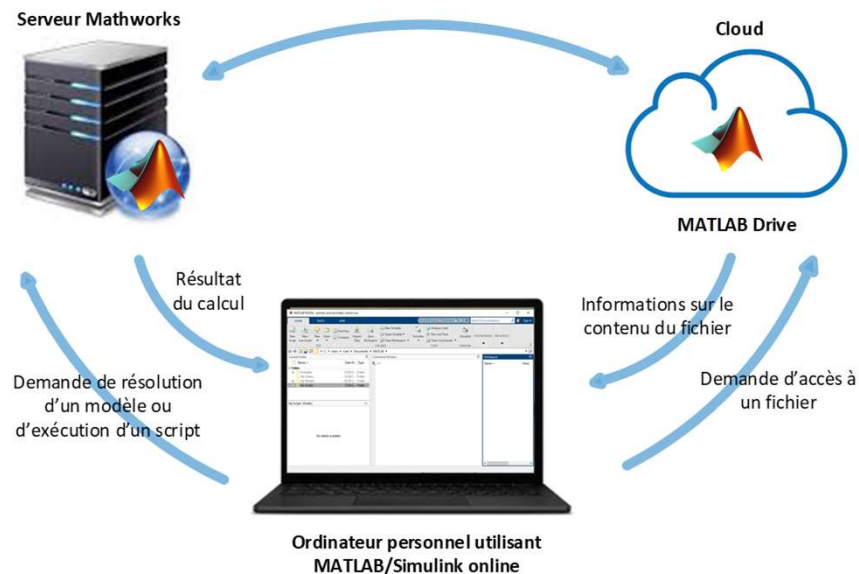 Serveur Mathworks
Cloud
MATLAB Drive
Résultat
du calcul
Informations sur le
contenu du fichier
Demande de résolution
d'un modèle ou
d'exécution d'un script
Demande d'accès à
un fichier
Ordinateur personnel utilisant
MATLAB/Simulink online